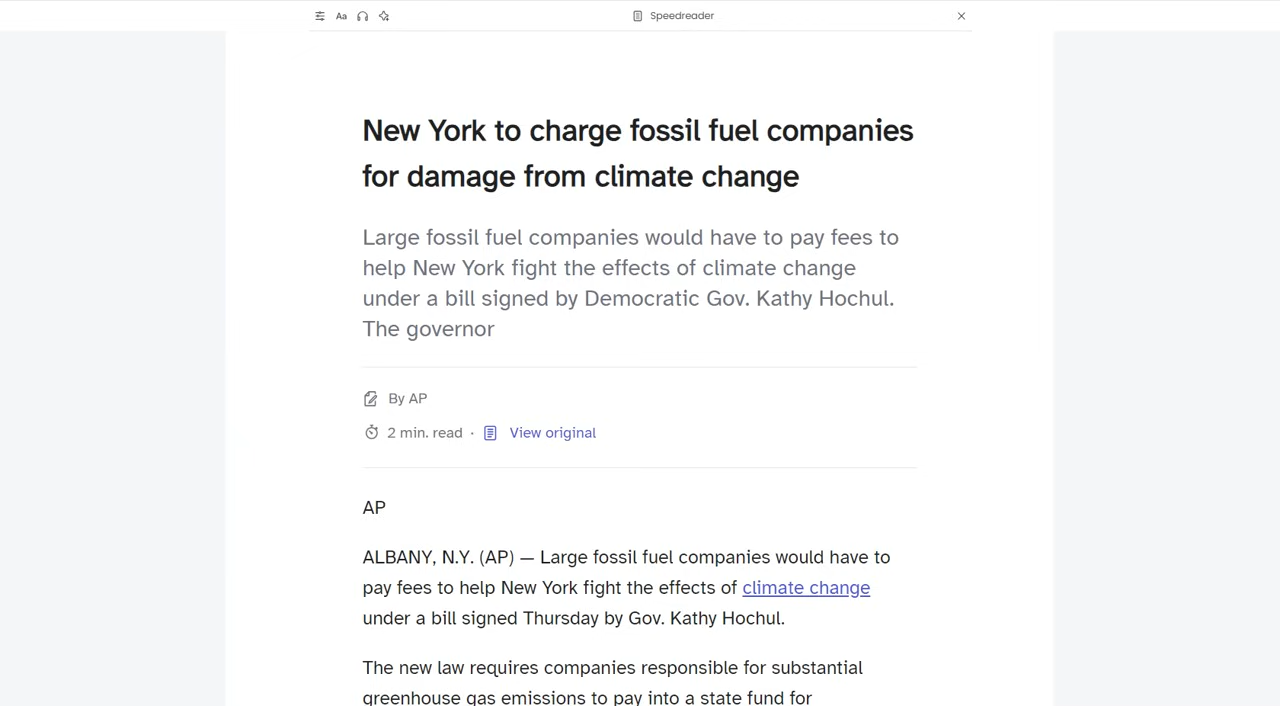 Aa
Speedreader
New York to charge fossil fuel companies
for damage from climate change
Large fossil fuel companies would have to pay fees to
help New York fight the effects of climate change
under a bill signed by Democratic Gov. Kathy Hochul.
The governor
By AP
2 min. read · View original
AP
ALBANY, N.Y. (AP) — Large fossil fuel companies would have to
pay fees to help New York fight the effects of climate change
under a bill signed Thursday by Gov. Kathy Hochul.
The new law requires companies responsible for substantial
greenhouse gas emissions to pay into a state fund for